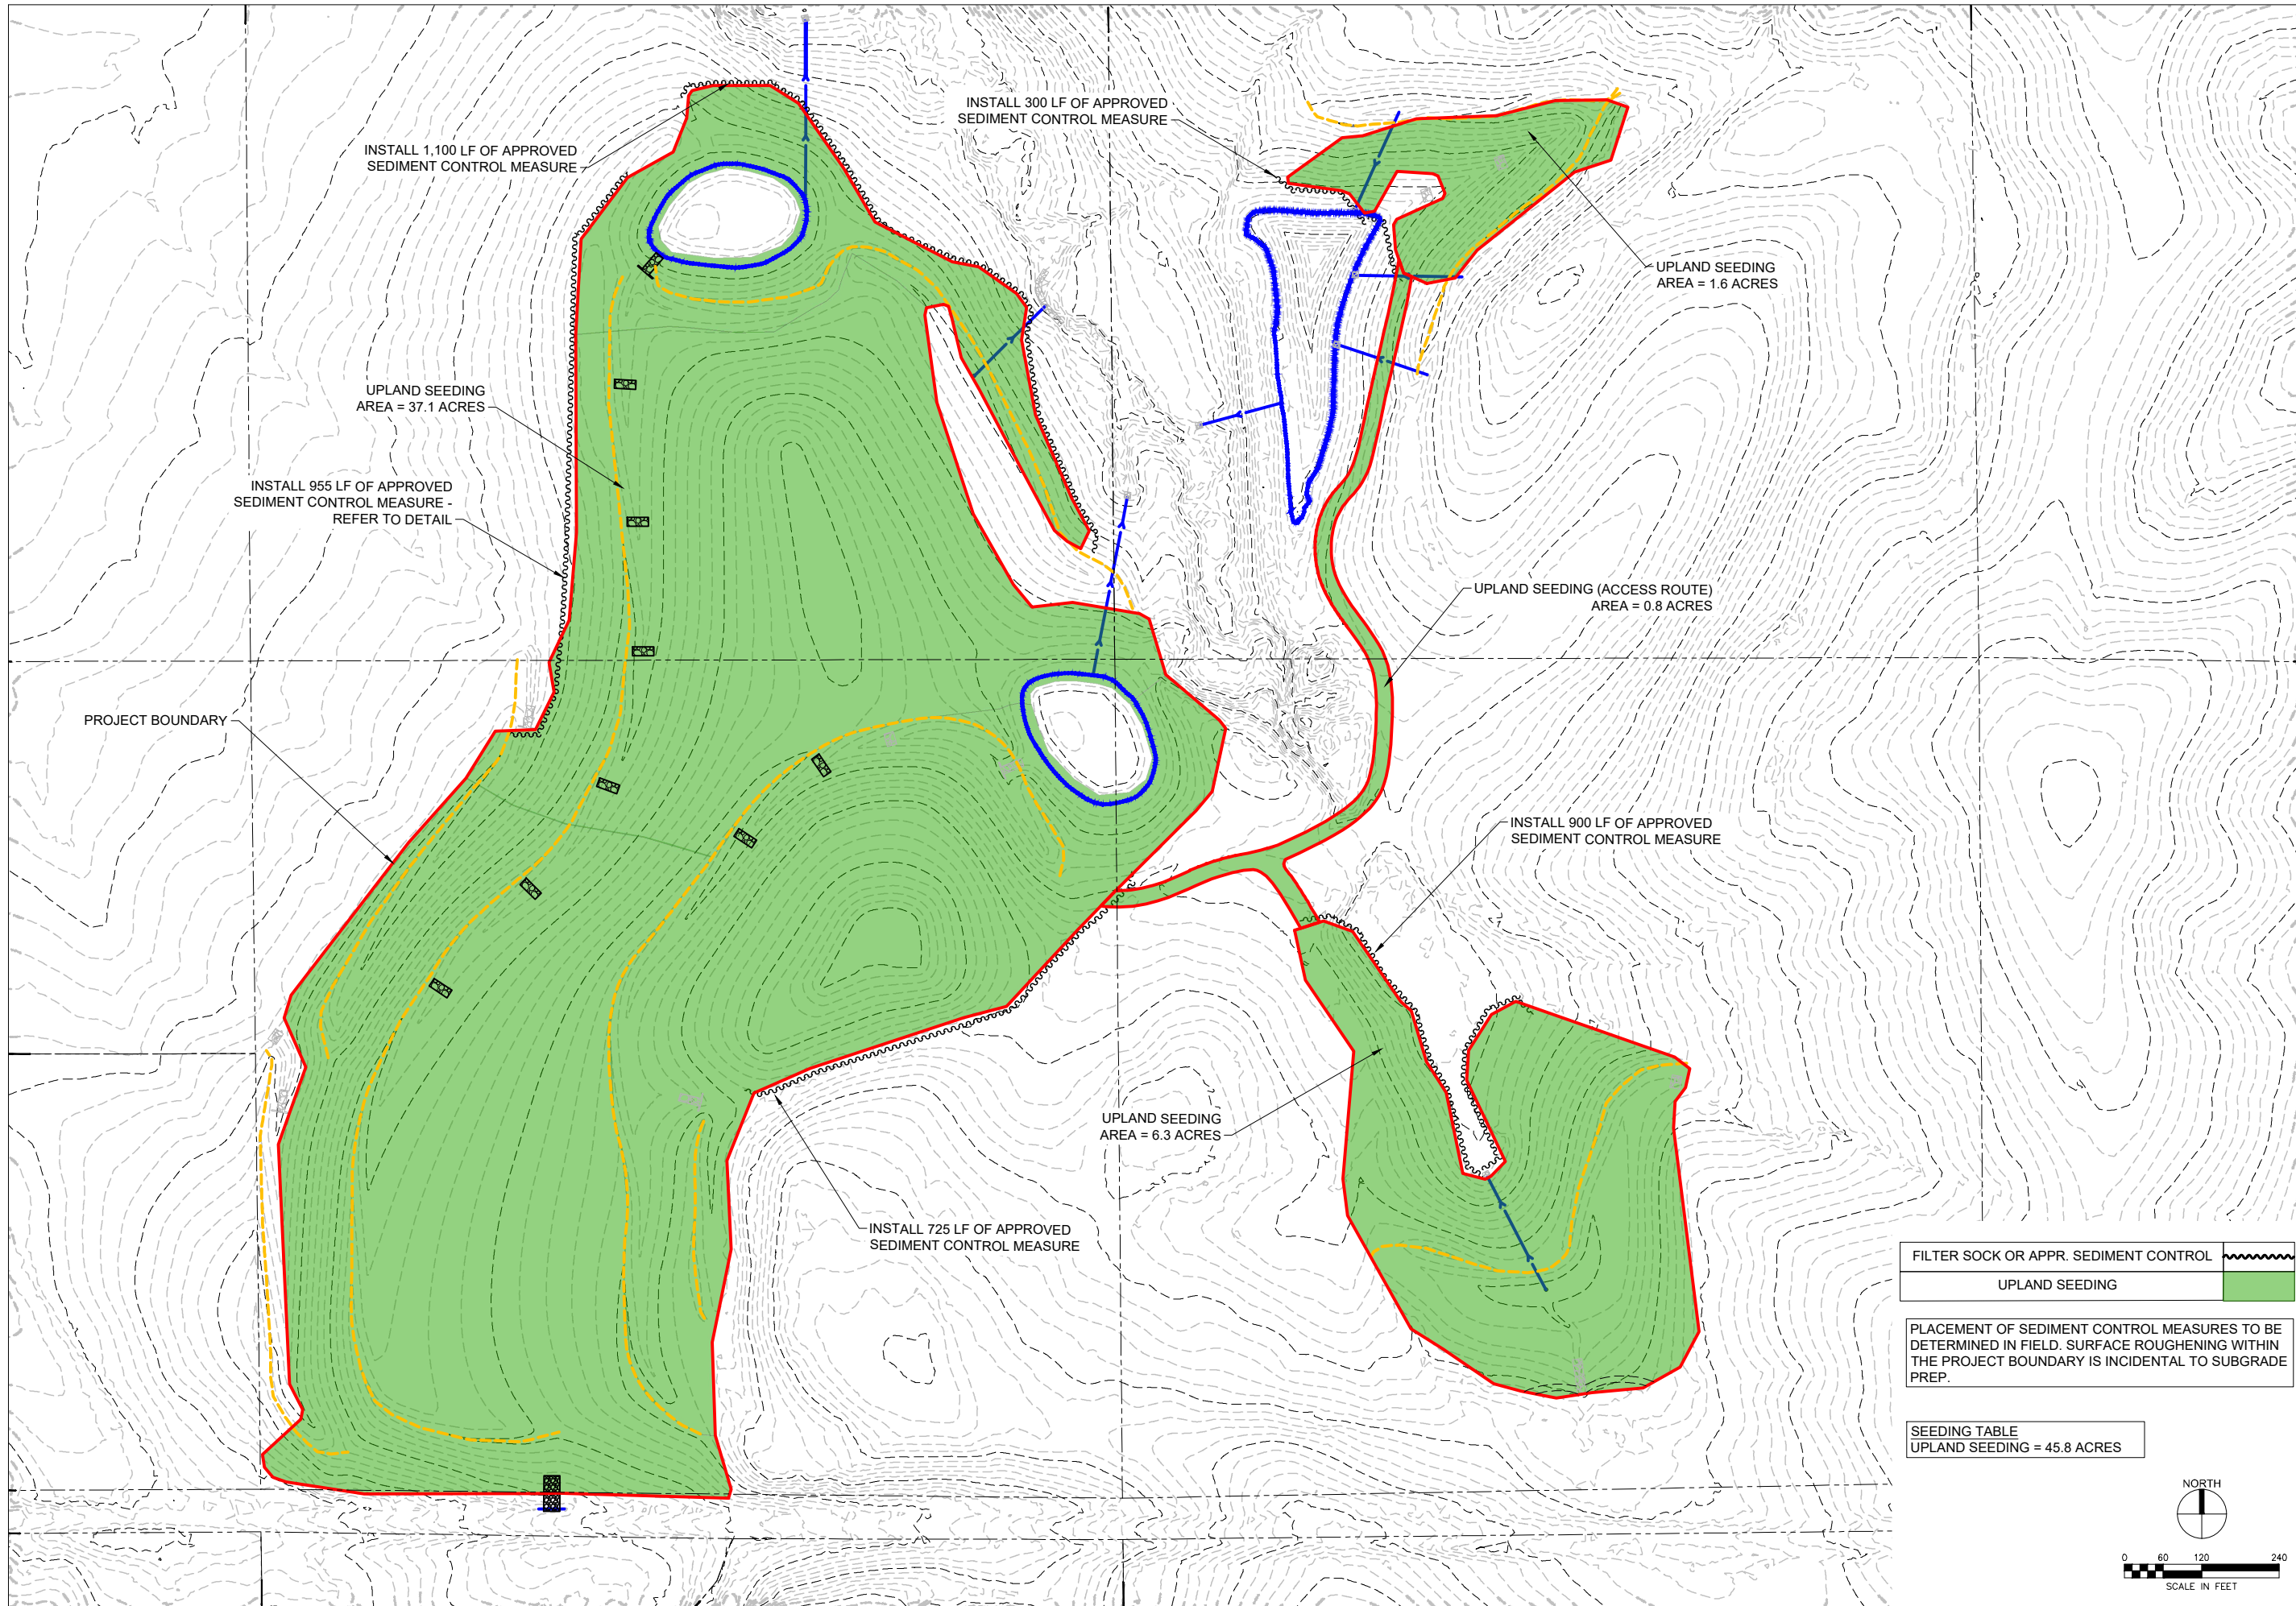 INSTALL 300 LF OF APPROVED
SEDIMENT CONTROL MEASURE
INSTALL 1,100 LF OF APPROVED
SEDIMENT CONTROL MEASURE
UPLAND SEEDING
AREA = 1.6 ACRES
UPLAND SEEDING
AREA = 37.1 ACRES
INSTALL 955 LF OF APPROVED
SEDIMENT CONTROL MEASURE -
REFER TO DETAIL
UPLAND SEEDING (ACCESS ROUTE)
AREA = 0.8 ACRES
PROJECT BOUNDARY
INSTALL 900 LF OF APPROVED
SEDIMENT CONTROL MEASURE
UPLAND SEEDING
AREA = 6.3 ACRES
INSTALL 725 LF OF APPROVED
SEDIMENT CONTROL MEASURE
FILTER SOCK OR APPR. SEDIMENT CONTROL
UPLAND SEEDING
PLACEMENT OF SEDIMENT CONTROL MEASURES TO BE
DETERMINED IN FIELD. SURFACE ROUGHENING WITHIN
THE PROJECT BOUNDARY IS INCIDENTAL TO SUBGRADE
PREP.
SEEDING TABLE
UPLAND SEEDING = 45.8 ACRES
NORTH
0 60 120 240
SCALE IN FEET